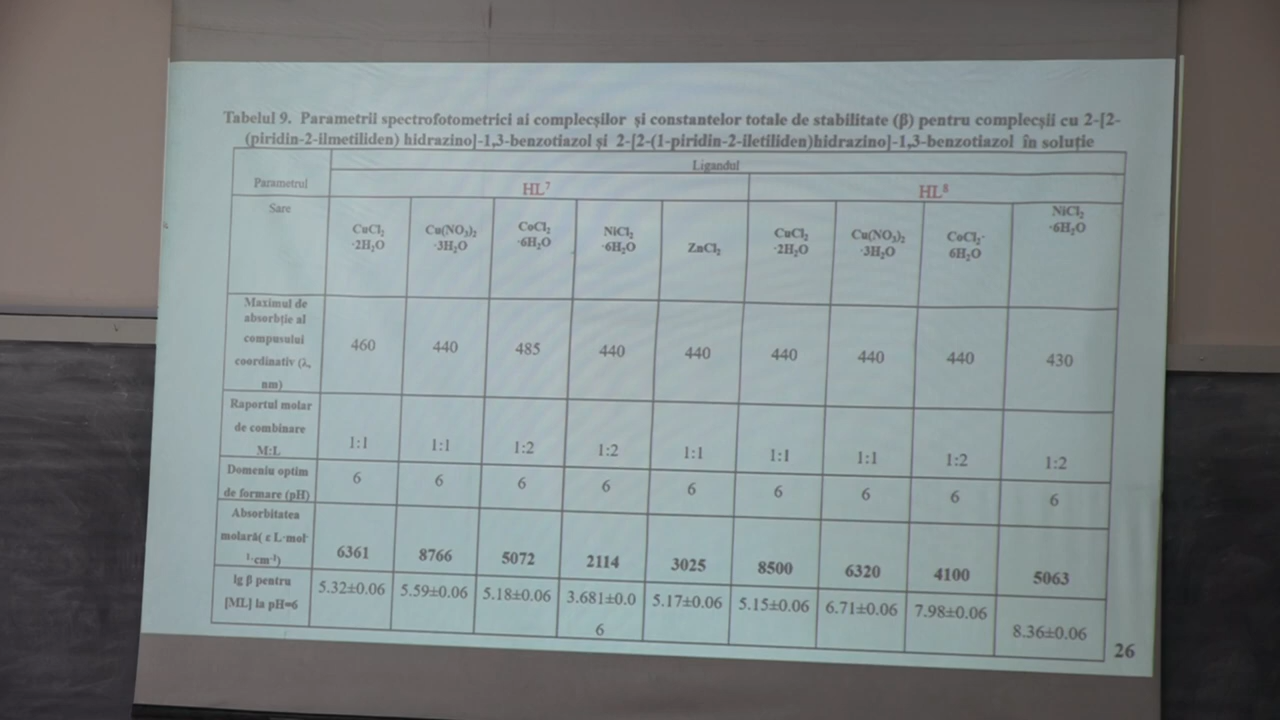 Tabelul 9. Parametrii spectrofotometrici ai complecșilor și constantelor totale de stabilitate (β) pentru complecșii cu 2-[2-
(piridin-2-ilmetiliden) hidrazino]-1,3-benzotiazol și 2-[2-(1-piridin-2-iletiliden)hidrazino]-1,3-benzotiazol în soluție
Parametrul
Ligandul
HL⁷
HL⁸
Sare
CuCl₂
·2H₂O
Cu(NO₃)₂
·3H₂O
CoCl₂
·6H₂O
NiCl₂
·6H₂O
ZnCl₂
CuCl₂
·2H₂O
Cu(NO₃)₂
·3H₂O
CoCl₂·
6H₂O
NiCl₂
·6H₂O
Maximul de
absorbție al
compusului
coordinativ (λ,
nm)
460
440
485
440
440
440
440
440
430
Raportul molar
de combinare
M:L
1:1
1:1
1:2
1:2
1:1
1:1
1:1
1:2
1:2
Domeniu optim
de formare (pH)
6
6
6
6
6
6
6
6
6
Absorbitatea
molară( ε L·mol⁻
¹·cm⁻¹)
6361
8766
5072
2114
3025
8500
6320
4100
5063
lg β pentru
[ML] la pH=6
5.32±0.06
5.59±0.06
5.18±0.06
3.681±0.0
6
5.17±0.06
5.15±0.06
6.71±0.06
7.98±0.06
8.36±0.06
26